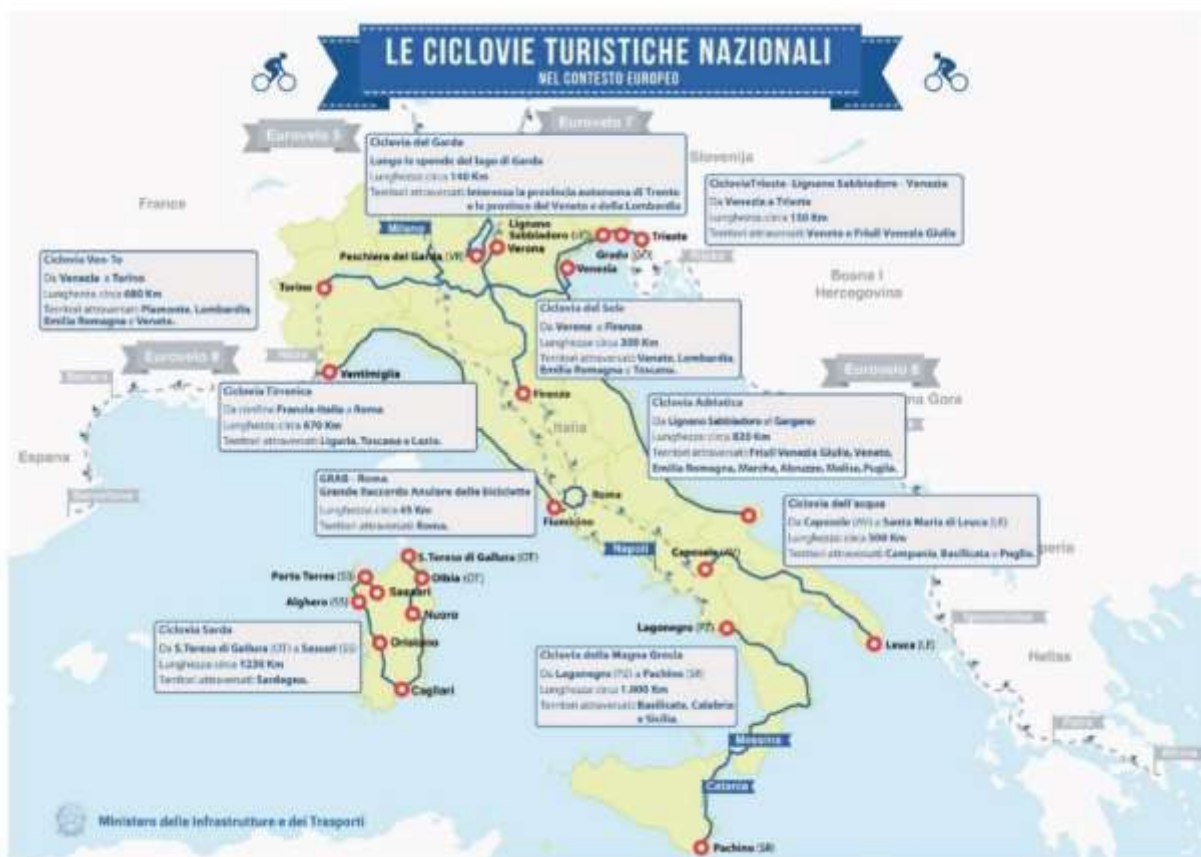 LE CICLOVIE TURISTICHE NAZIONALI
NEL CONTESTO EUROPEO
Eurovelo 5
Eurovelo 7
Slovenija
France
Ciclovia del Garda
Lungo le sponde del lago di Garda
Lunghezza circa 140 Km
Territori attraversati: Interessa la provincia autonoma di Trento
e le province del Veneto e della Lombardia
CicloviaTrieste Lignano Sabbiadoro - Venezia
Da Venezia a Trieste
Lunghezza circa 150 Km
Territori attraversati: Veneto e Friuli Venezia Giulia
Milano
Lignano
Sabbiadoro (UD)
Verona
Trieste
Peschiera del Garda (VR)
Grado (GO)
Venezia
Bosna I
Hercegovina
Ciclovia Ven-To
Da Venezia a Torino
Lunghezza circa 680 Km
Territori attraversati: Piemonte, Lombardia,
Emilia Romagna e Veneto.
Torino
Ciclovia del Sole
Da Verona a Firenze
Lunghezza circa 300 Km
Territori attraversati: Veneto, Lombardia,
Emilia Romagna e Toscana.
Eurovelo 8
Ventimiglia
Eurovelo 8
na Gora
Ciclovia Tirrenica
Da confine Francia-Italia a Roma
Lunghezza circa 670 Km
Territori attraversati: Liguria, Toscana e Lazio.
Firenze
Italia
Ciclovia Adriatica
Da Lignano Sabbiadoro al Gargano
Lunghezza circa 820 Km
Territori attraversati: Friuli Venezia Giulia, Veneto,
Emilia Romagna, Marche, Abruzzo, Molise, Puglia.
Espana
GRAB - Roma
Grande Raccordo Anulare delle biciclette
Lunghezza circa 45 Km
Territori attraversati: Roma.
Roma
Fiumicino
Ciclovia dell'acqua
Da Caposele (AV) a Santa Maria di Leuca (LE)
Lunghezza circa 500 Km
Territori attraversati: Campania, Basilicata e Puglia.
Napoli
Caposele (AV)
S.Teresa di Gallura (OT)
Porto Torres (SS)
Olbia (OT)
Sassari
Alghero (SS)
Nuoro
Lagonegro (PZ)
Leuca (LE)
Hellas
Ciclovia Sarda
Da S.Teresa di Gallura (OT) a Sassari (SS)
Lunghezza circa 1230 Km
Territori attraversati: Sardegna.
Oristano
Cagliari
Ciclovia della Magna Grecia
Da Lagonegro (PZ) a Pachino (SR)
Lunghezza circa 1.000 Km
Territori attraversati: Basilicata, Calabria
e Sicilia.
Messina
Catania
Pachino (SR)
Ministero delle Infrastrutture e dei Trasporti